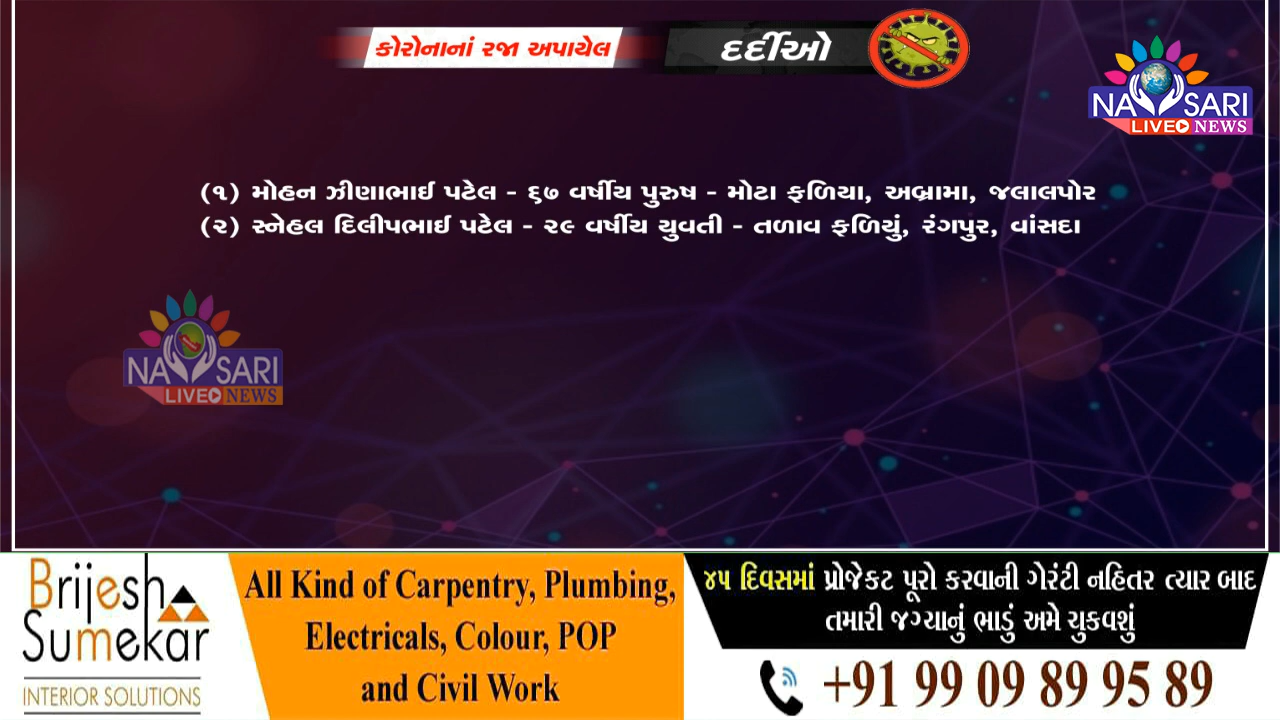 કોરોનાનાં રજા અપાયેલ દર્દીઓ
NAVSARI
LIVE NEWS
(૧) મોહન ઝીણાભાઈ પટેલ - ૬૭ વર્ષીય પુરુષ - મોટા ફળિયા, અબ્રામા, જલાલપોર
(૨) સ્નેહલ દિલીપભાઈ પટેલ - ૨૯ વર્ષીય યુવતી - તળાવ ફળિયું, રંગપુર, વાંસદા
NAVSARI
LIVE NEWS
Brijesh
Sumekar
INTERIOR SOLUTIONS
All Kind of Carpentry, Plumbing,
Electricals, Colour, POP
and Civil Work
૪૫ દિવસમાં પ્રોજેકટ પૂરો કરવાની ગેરંટી નહિતર ત્યાર બાદ
તમારી જગ્યાનું ભાડું અમે ચુકવશું
+91 99 09 89 95 89